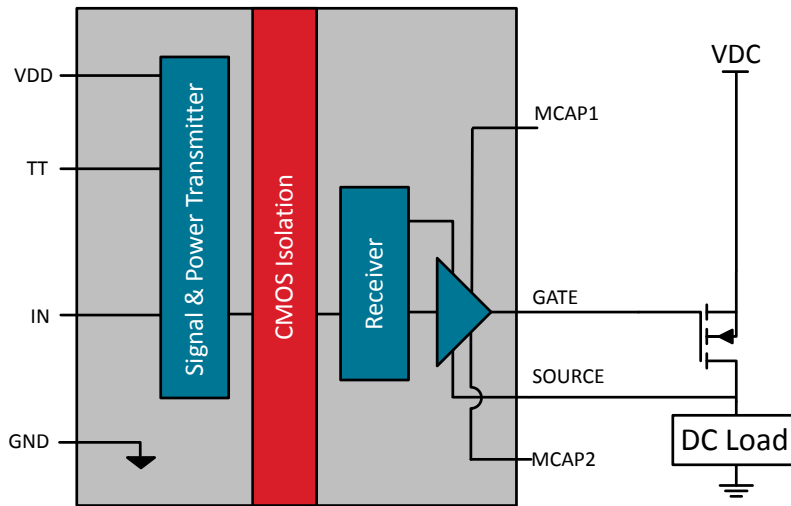 VDD
TT
IN
GND
Signal & Power Transmitter
CMOS Isolation
Receiver
MCAP1
GATE
SOURCE
MCAP2
VDC
DC Load